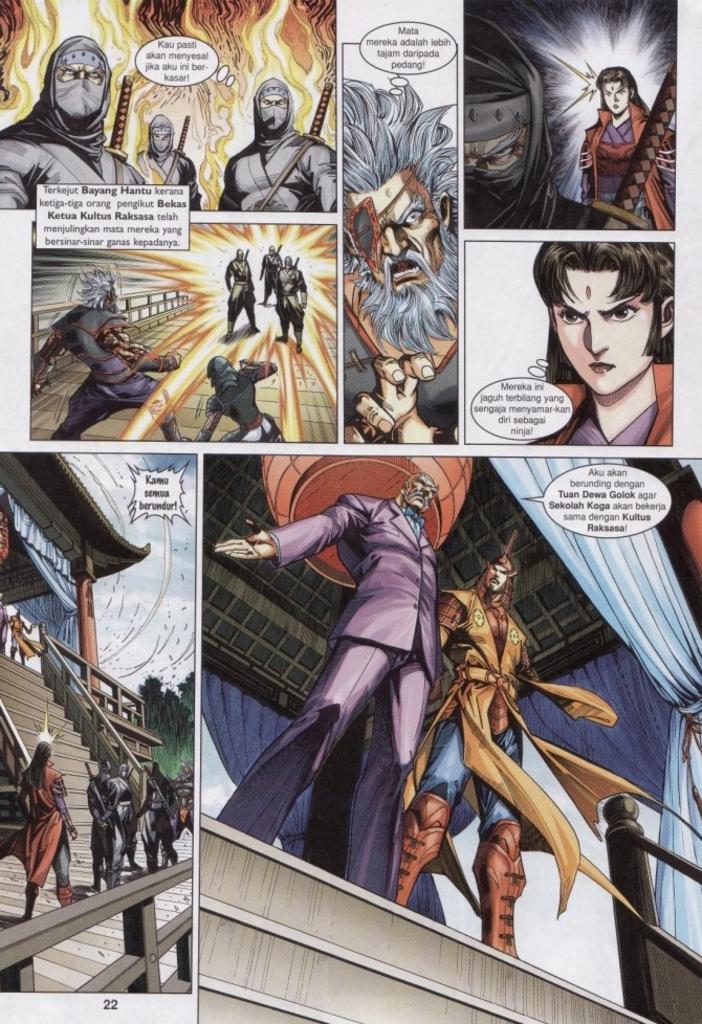 Kau pasti
akan menyesal
jika aku ini ber-
kasar!
Terkejut Bayang Hantu kerana
ketiga-tiga orang pengikut Bekas
Ketua Kultus Raksasa telah
menjulingkan mata mereka yang
bersinar-sinar ganas kepadanya.
Mata
mereka adalah lebih
tajam daripada
pedang!
Mereka ini
jaguh terbilang yang
sengaja menyamar-kan
diri sebagai
ninja!
Kamu
semua
berundur!
Aku akan
berunding dengan
Tuan Dewa Golok agar
Sekolah Koga akan bekerja
sama dengan Kultus
Raksasa!
22